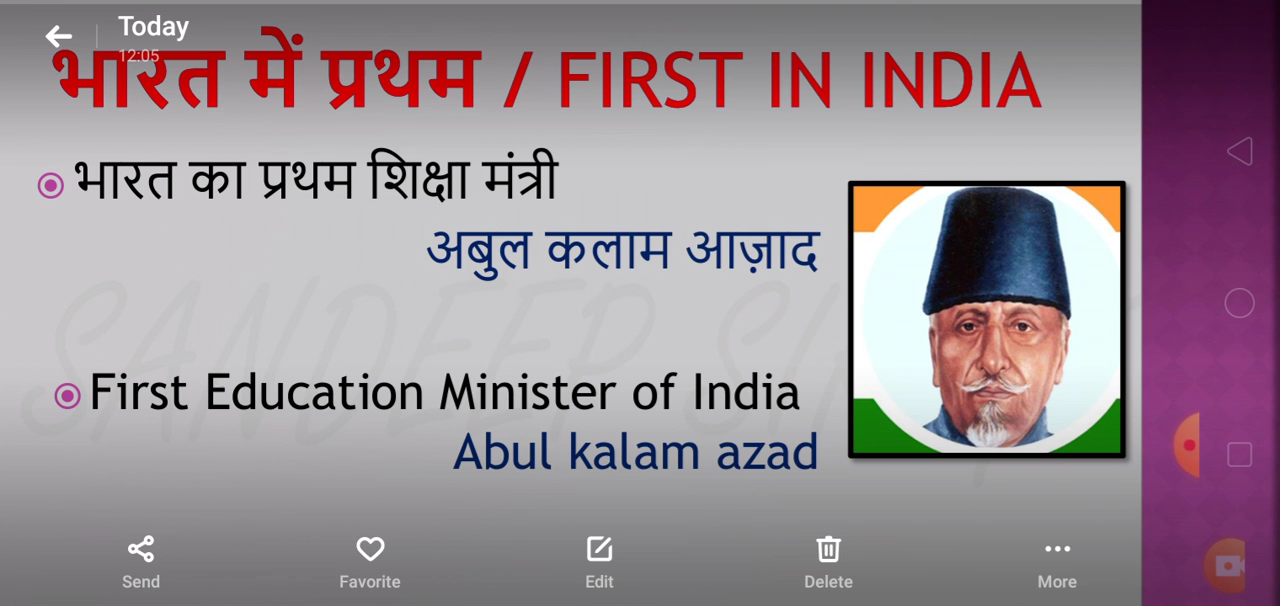 Today
12:05
भारत में प्रथम / FIRST IN INDIA
भारत का प्रथम शिक्षा मंत्री
अबुल कलाम आज़ाद
First Education Minister of India
Abul kalam azad
Send Favorite Edit Delete More